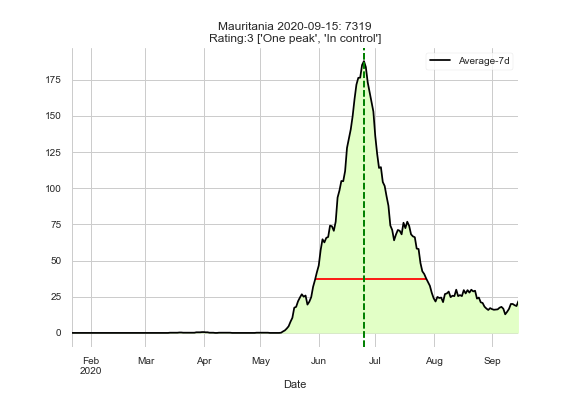 Mauritania 2020-09-15: 7319
Rating:3 ['One peak', 'In control']
Average-7d
175
150
125
100
75
50
25
0
Feb Mar Apr May Jun Jul Aug Sep
2020
Date